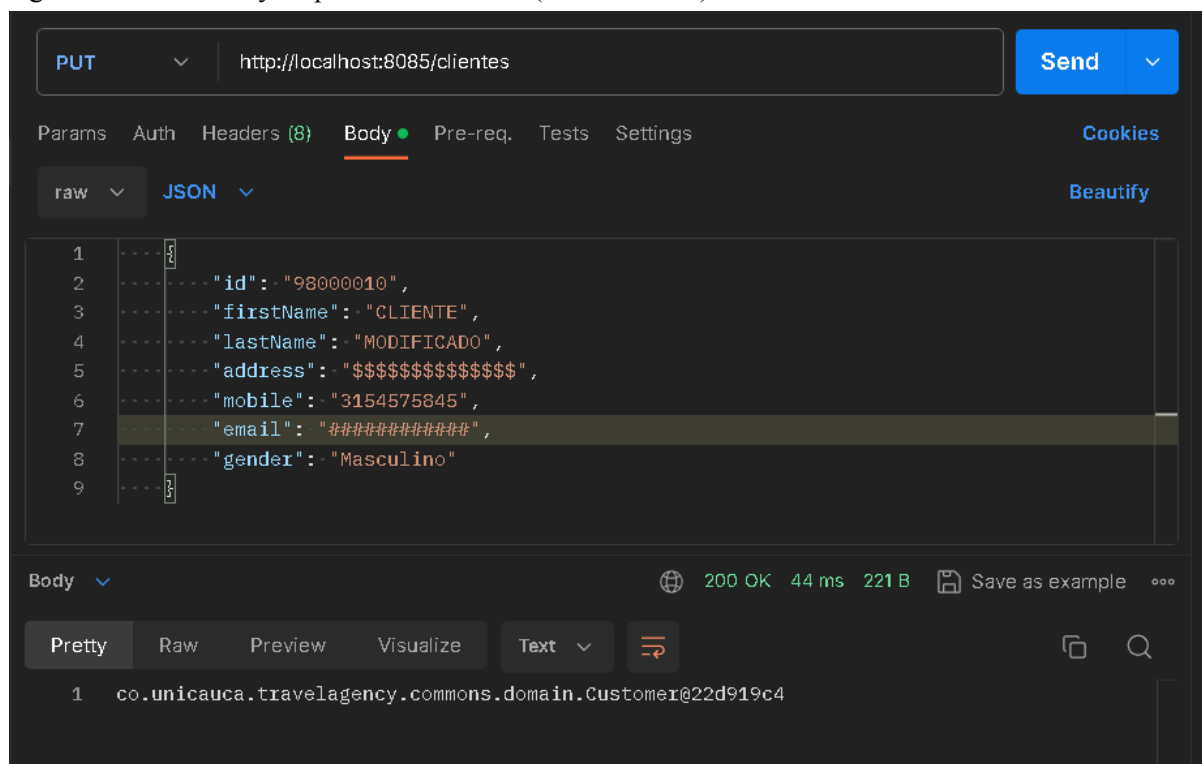 PUT http://localhost:8085/clientes Send
Params Auth Headers (8) Body Pre-req. Tests Settings Cookies
raw JSON Beautify
1 {
2 "id": "98000010",
3 "firstName": "CLIENTE",
4 "lastName": "MODIFICADO",
5 "address": "$$$$$$$$$$$$$$",
6 "mobile": "3154575845",
7 "email": "############",
8 "gender": "Masculino"
9 }
Body 200 OK 44 ms 221 B Save as example
Pretty Raw Preview Visualize Text
1 co.unicauca.travelagency.commons.domain.Customer@22d919c4